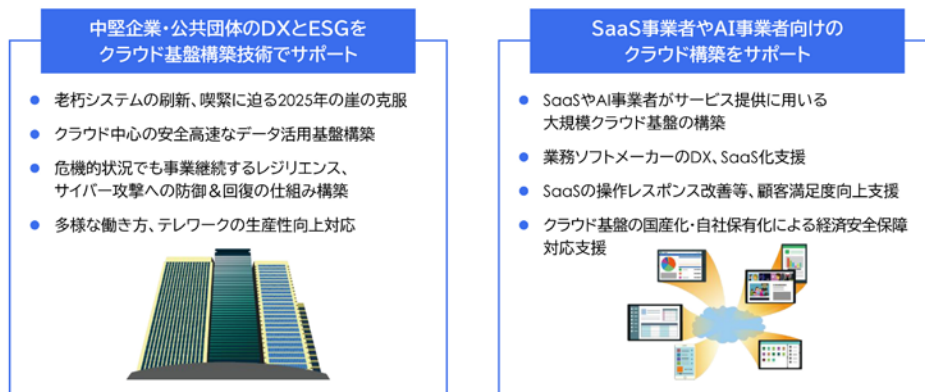 中堅企業・公共団体のDXとESGを
クラウド基盤構築技術でサポート
● 老朽システムの刷新、喫緊に迫る2025年の崖の克服
● クラウド中心の安全高速なデータ活用基盤構築
● 危機的状況でも事業継続するレジリエンス、
サイバー攻撃への防御&回復の仕組み構築
● 多様な働き方、テレワークの生産性向上対応
SaaS事業者やAI事業者向けの
クラウド構築をサポート
● SaaSやAI事業者がサービス提供に用いる
大規模クラウド基盤の構築
● 業務ソフトメーカーのDX、SaaS化支援
● SaaSの操作レスポンス改善等、顧客満足度向上支援
● クラウド基盤の国産化・自社保有化による経済安全保障
対応支援